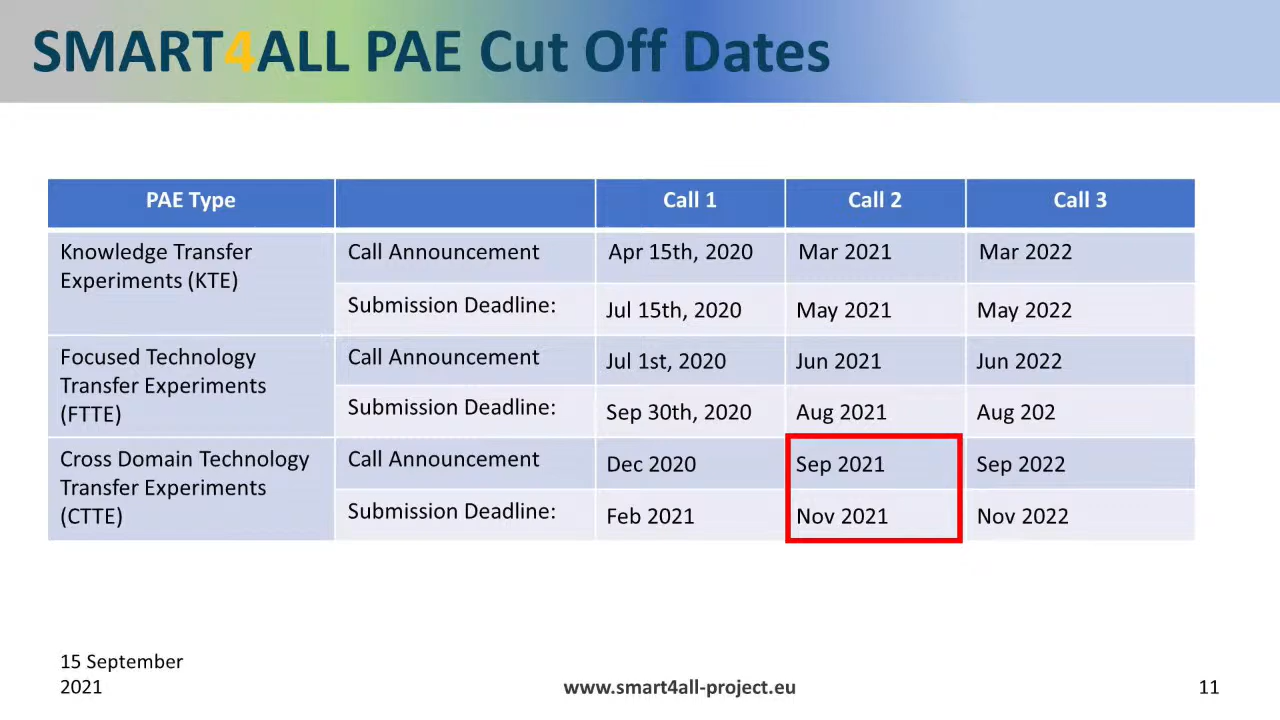 SMART4ALL PAE Cut Off Dates
PAE Type Call 1 Call 2 Call 3
Knowledge Transfer
Experiments (KTE)
Call Announcement Apr 15th, 2020 Mar 2021 Mar 2022
Submission Deadline: Jul 15th, 2020 May 2021 May 2022
Focused Technology
Transfer Experiments
(FTTE)
Call Announcement Jul 1st, 2020 Jun 2021 Jun 2022
Submission Deadline: Sep 30th, 2020 Aug 2021 Aug 202
Cross Domain Technology
Transfer Experiments
(CTTE)
Call Announcement Dec 2020 Sep 2021 Sep 2022
Submission Deadline: Feb 2021 Nov 2021 Nov 2022
15 September
2021
www.smart4all-project.eu
11